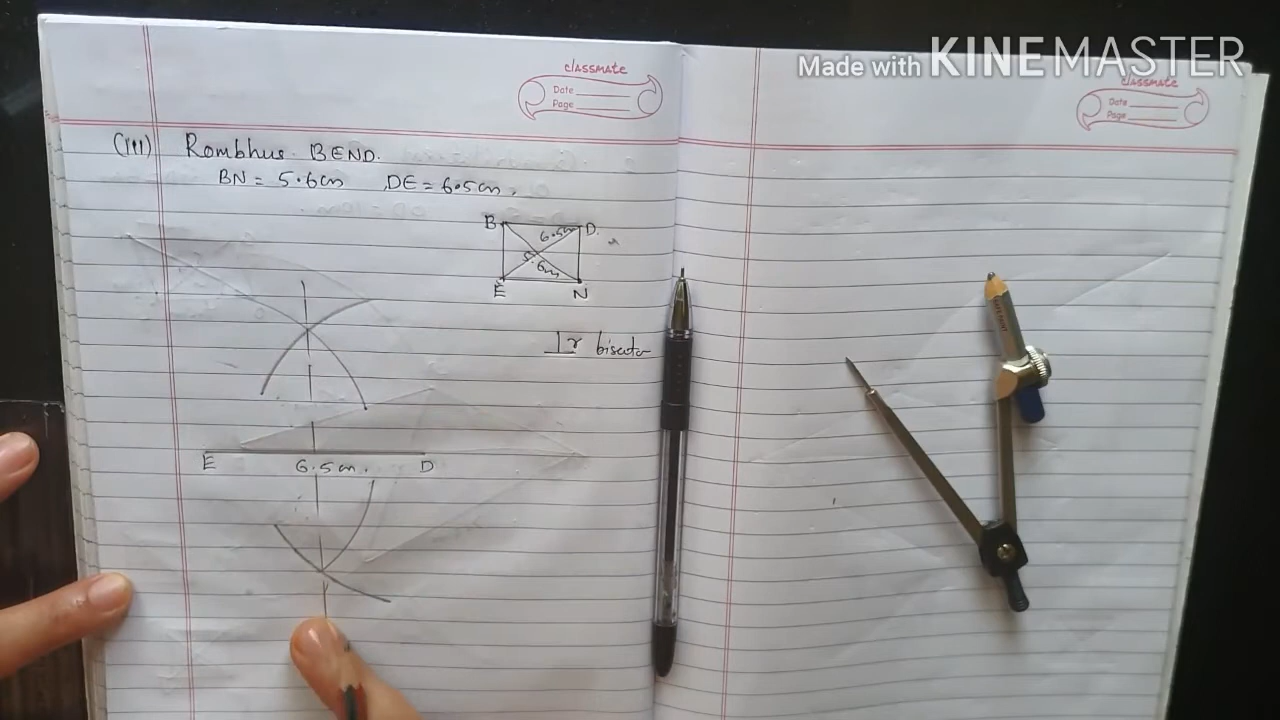 Made with KINEMASTER
classmate
Date
Page
classmate
Date
Page
(iii) Rombhus BEND.
BN = 5.6cm DE = 6.5cm,
B 6.5cm D.
5.6cm
E N
⊥r bisector
E 6.5cm. D